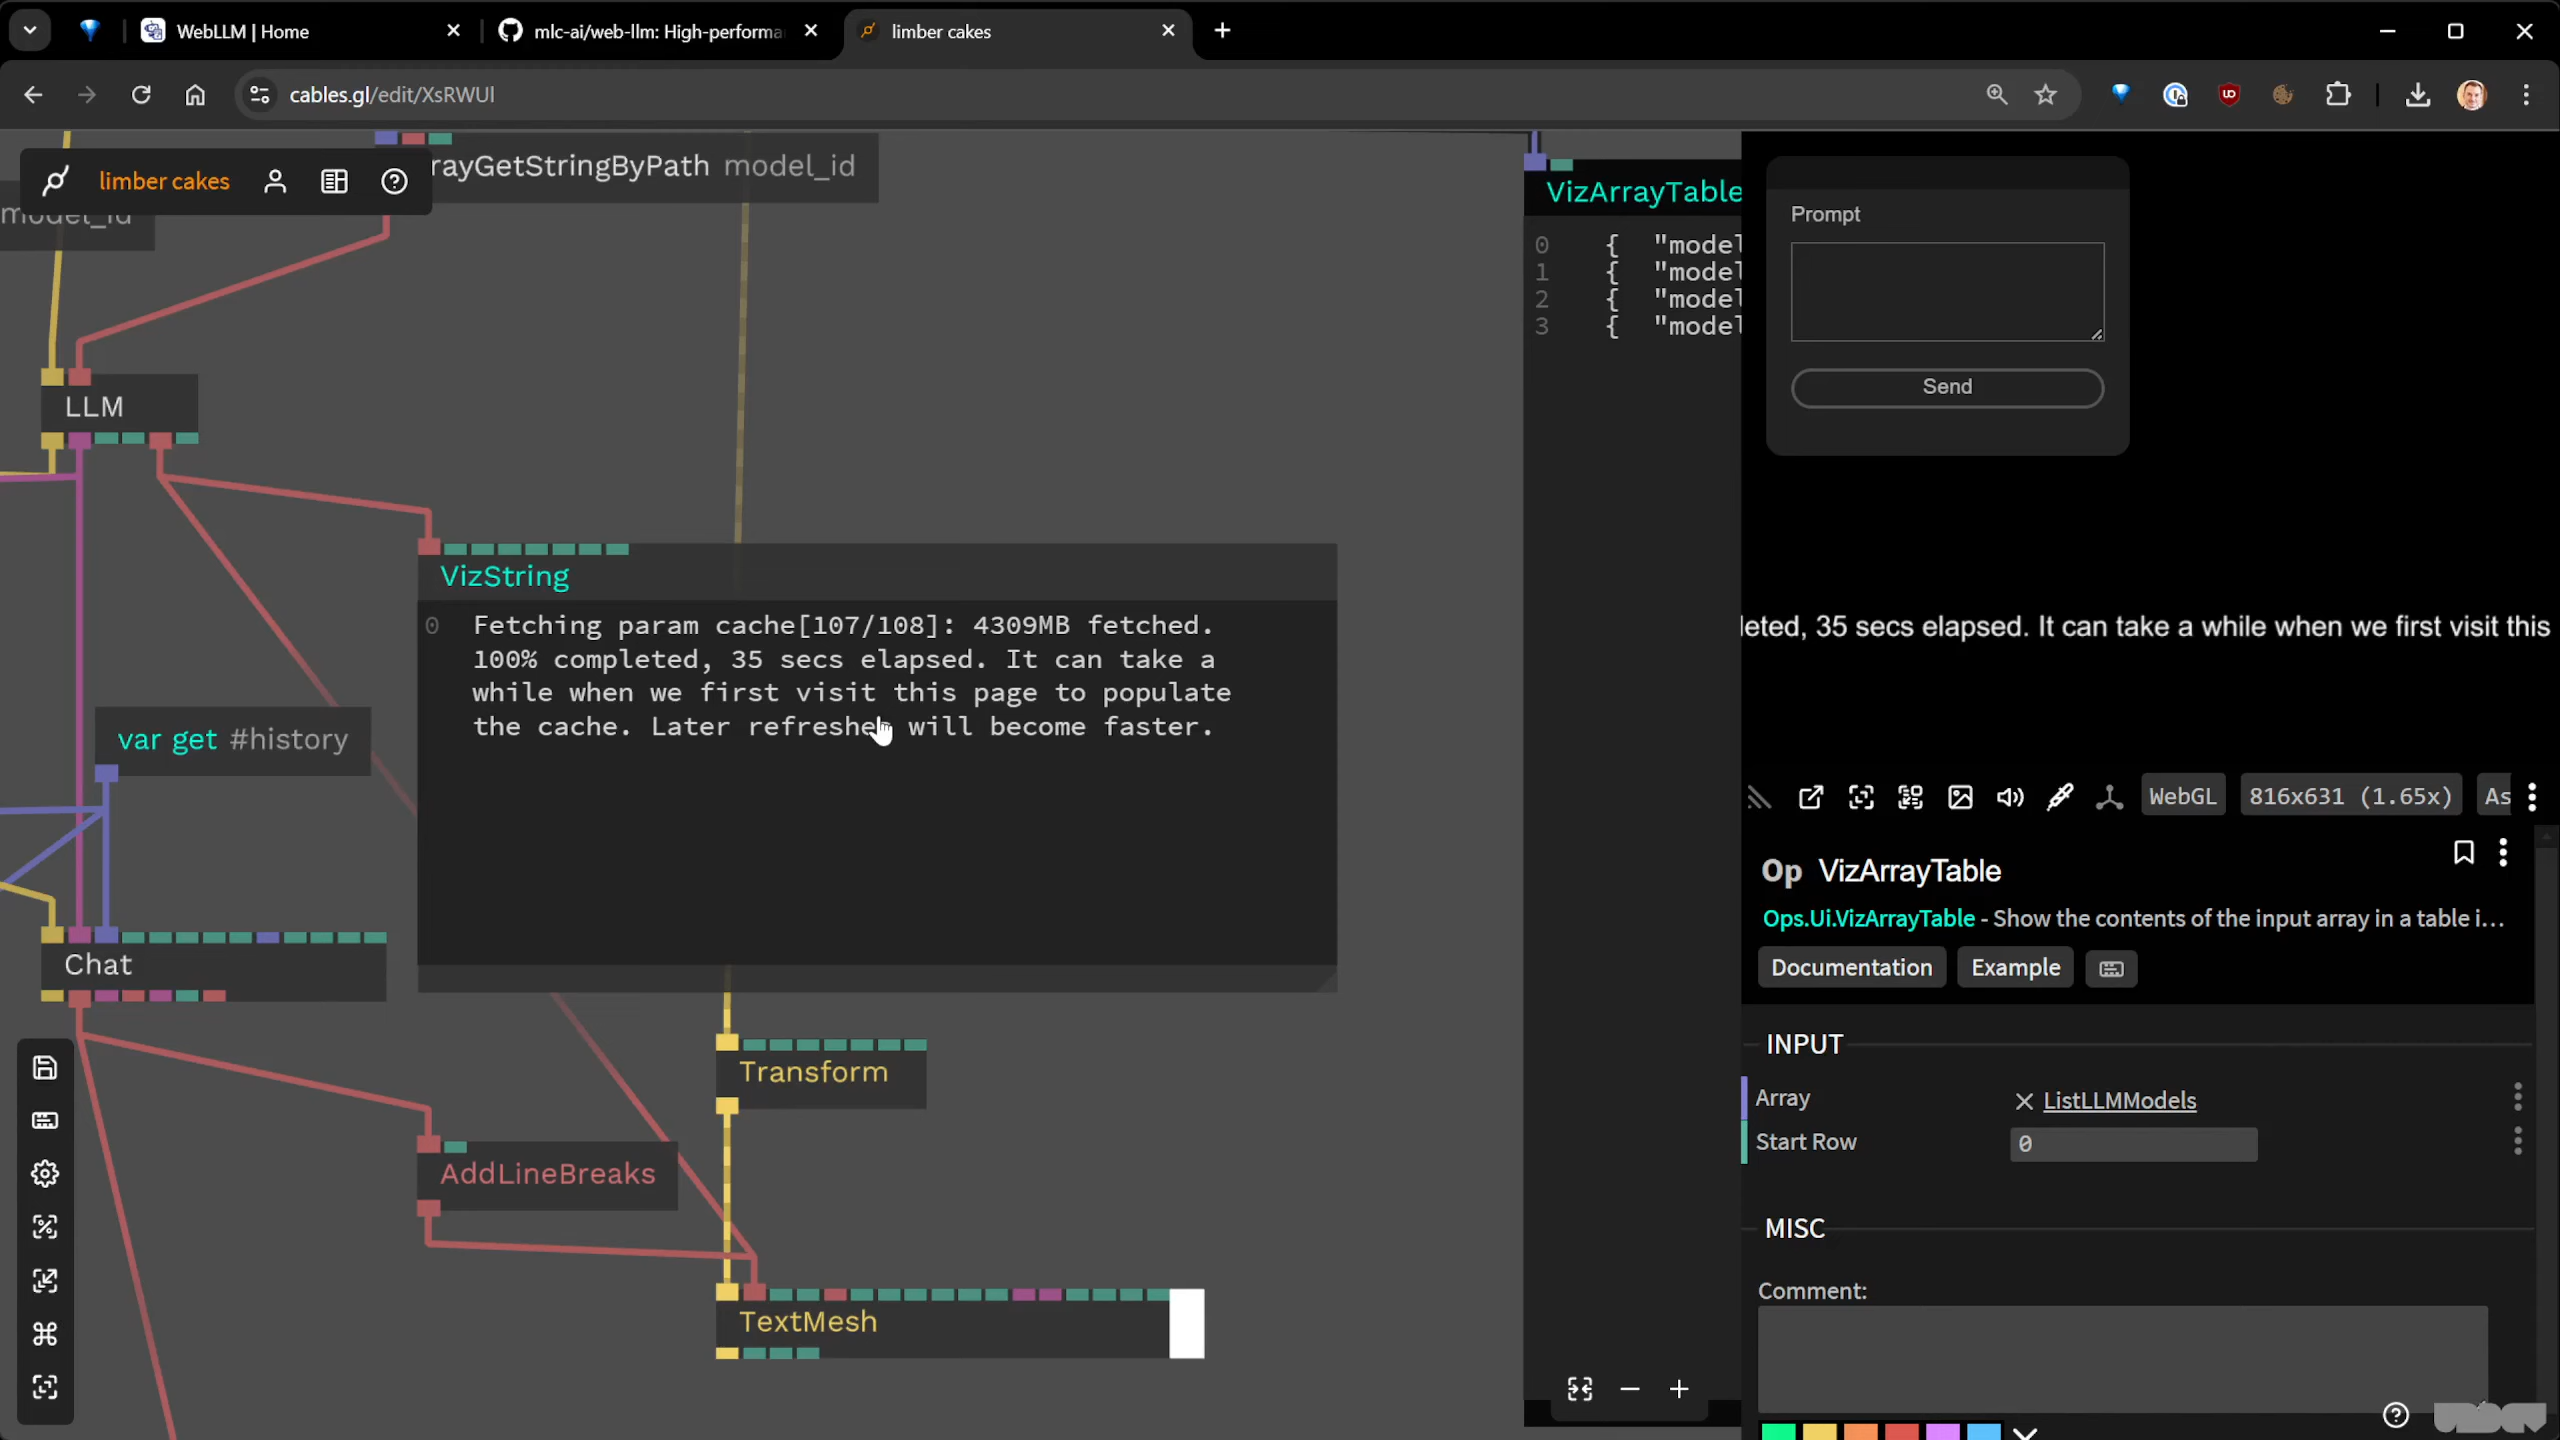 WebLLM | Home
mlc-ai/web-llm: High-performa
limber cakes
cables.gl/edit/XsRWUl
limber cakes
rayGetStringByPath model_id
model_id
VizArrayTable
0 { "model
1 { "model
2 { "model
3 { "model
Prompt
Send
LLM
VizString
0 Fetching param cache[107/108]: 4309MB fetched.
100% completed, 35 secs elapsed. It can take a
while when we first visit this page to populate
the cache. Later refreshes will become faster.
leted, 35 secs elapsed. It can take a while when we first visit this
var get #history
WebGL
816x631 (1.65x)
As
Op VizArrayTable
Ops.Ui.VizArrayTable - Show the contents of the input array in a table i…
Documentation
Example
Chat
INPUT
Array
ListLLMModels
Start Row
0
Transform
AddLineBreaks
MISC
Comment:
TextMesh